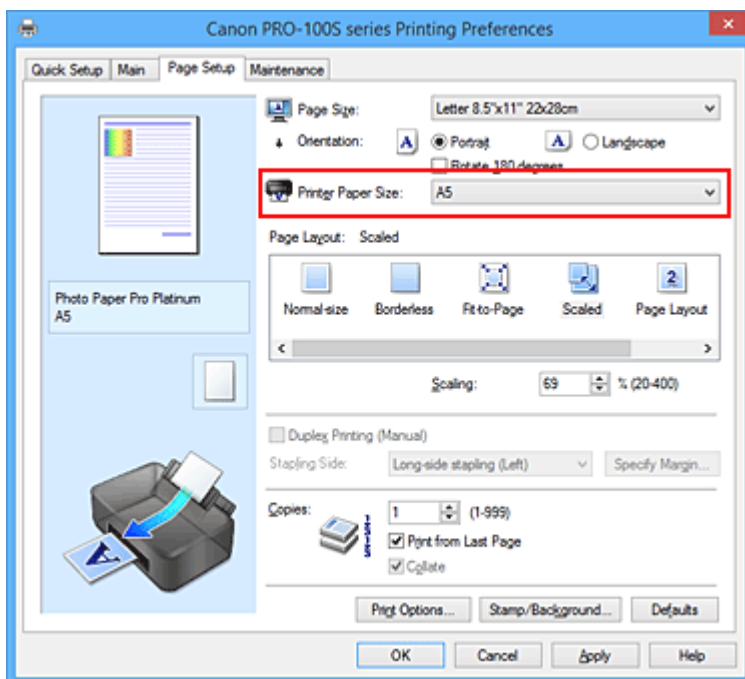 Canon PRO-100S series Printing Preferences
Quick Setup Main Page Setup Maintenance
Page Size: Letter 8.5"x11" 22x28cm
Orientation: A Portrait A Landscape
Rotate 180 degrees
Printer Paper Size: A5
Page Layout: Scaled
Normal-size Borderless Fit-to-Page Scaled Page Layout
Photo Paper Pro Platinum
A5
Scaling: 69 % (20-400)
Duplex Printing (Manual)
Stapling Side: Long-side stapling (Left) Specify Margin...
Copies: 1 (1-999)
Print from Last Page
Collate
Print Options... Stamp/Background... Defaults
OK Cancel Apply Help